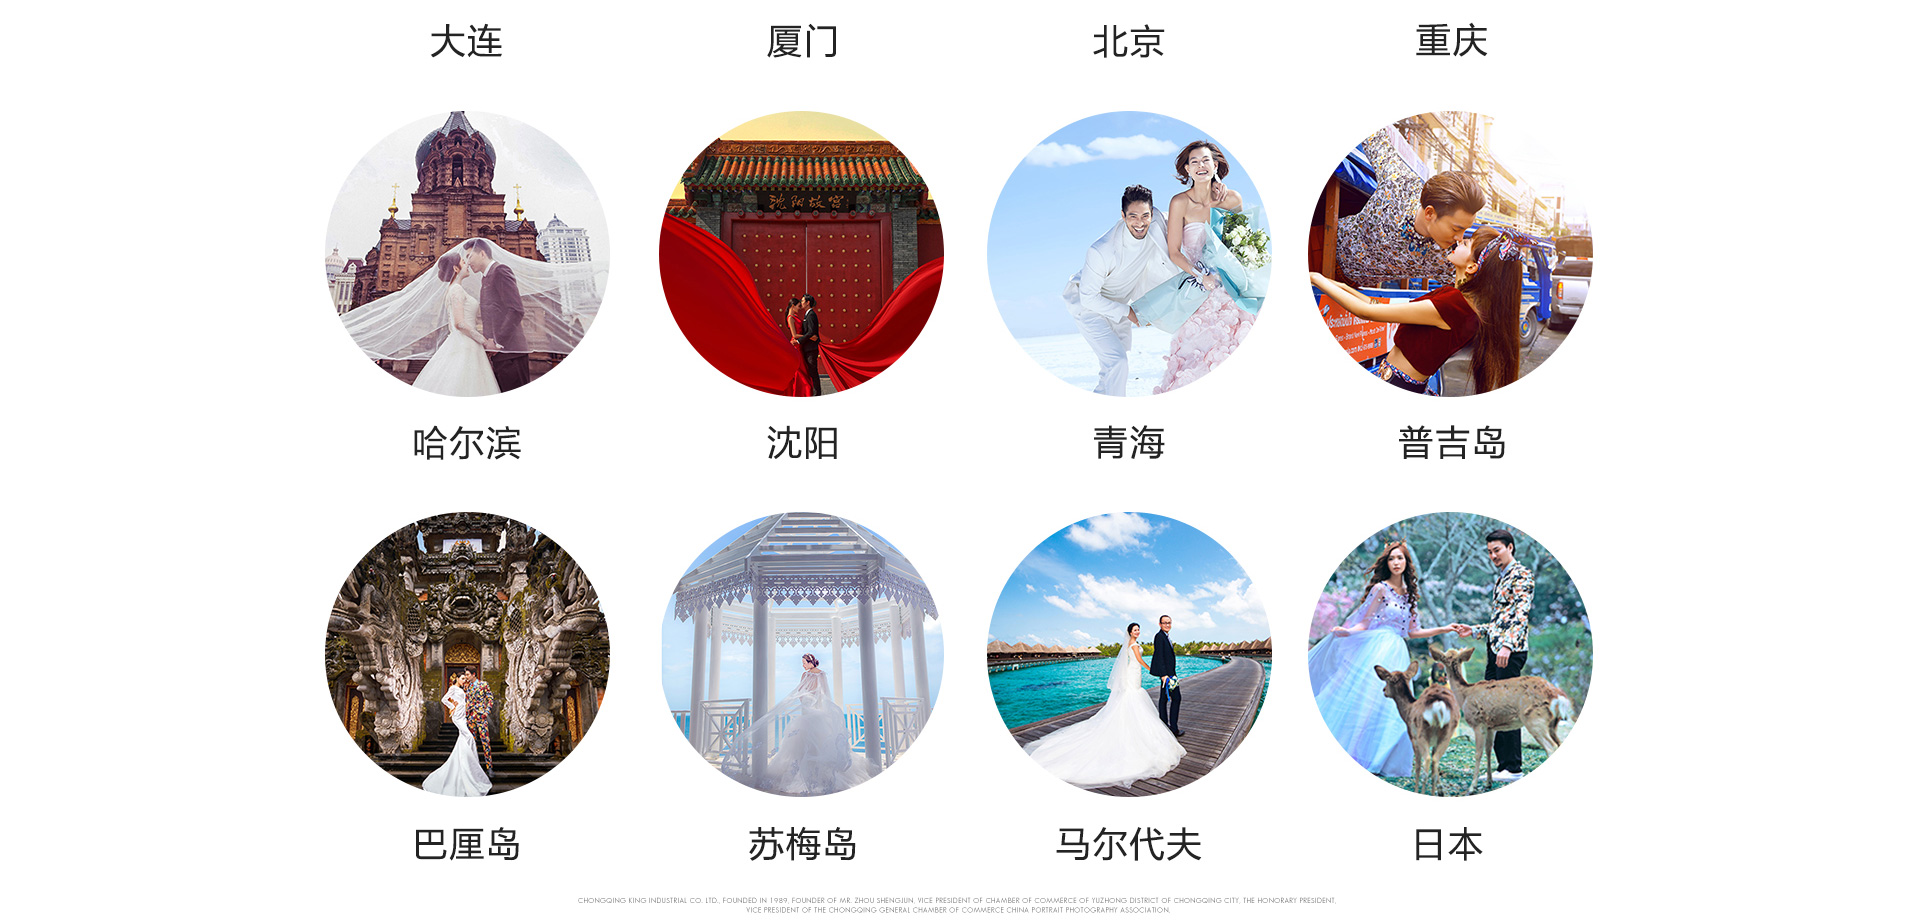 大连
厦门
北京
重庆
沈阳故宫
哈尔滨
沈阳
青海
普吉岛
巴厘岛
苏梅岛
马尔代夫
日本
CHONGQING KING INDUSTRIAL CO. LTD., FOUNDED IN 1989, FOUNDER OF MR. ZHOU SHENGJUN, VICE PRESIDENT OF CHAMBER OF COMMERCE OF YUZHONG DISTRICT OF CHONGQING CITY, THE HONORARY PRESIDENT,
VICE PRESIDENT OF THE CHONGQING GENERAL CHAMBER OF COMMERCE CHINA PORTRAIT PHOTOGRAPHY ASSOCIATION.